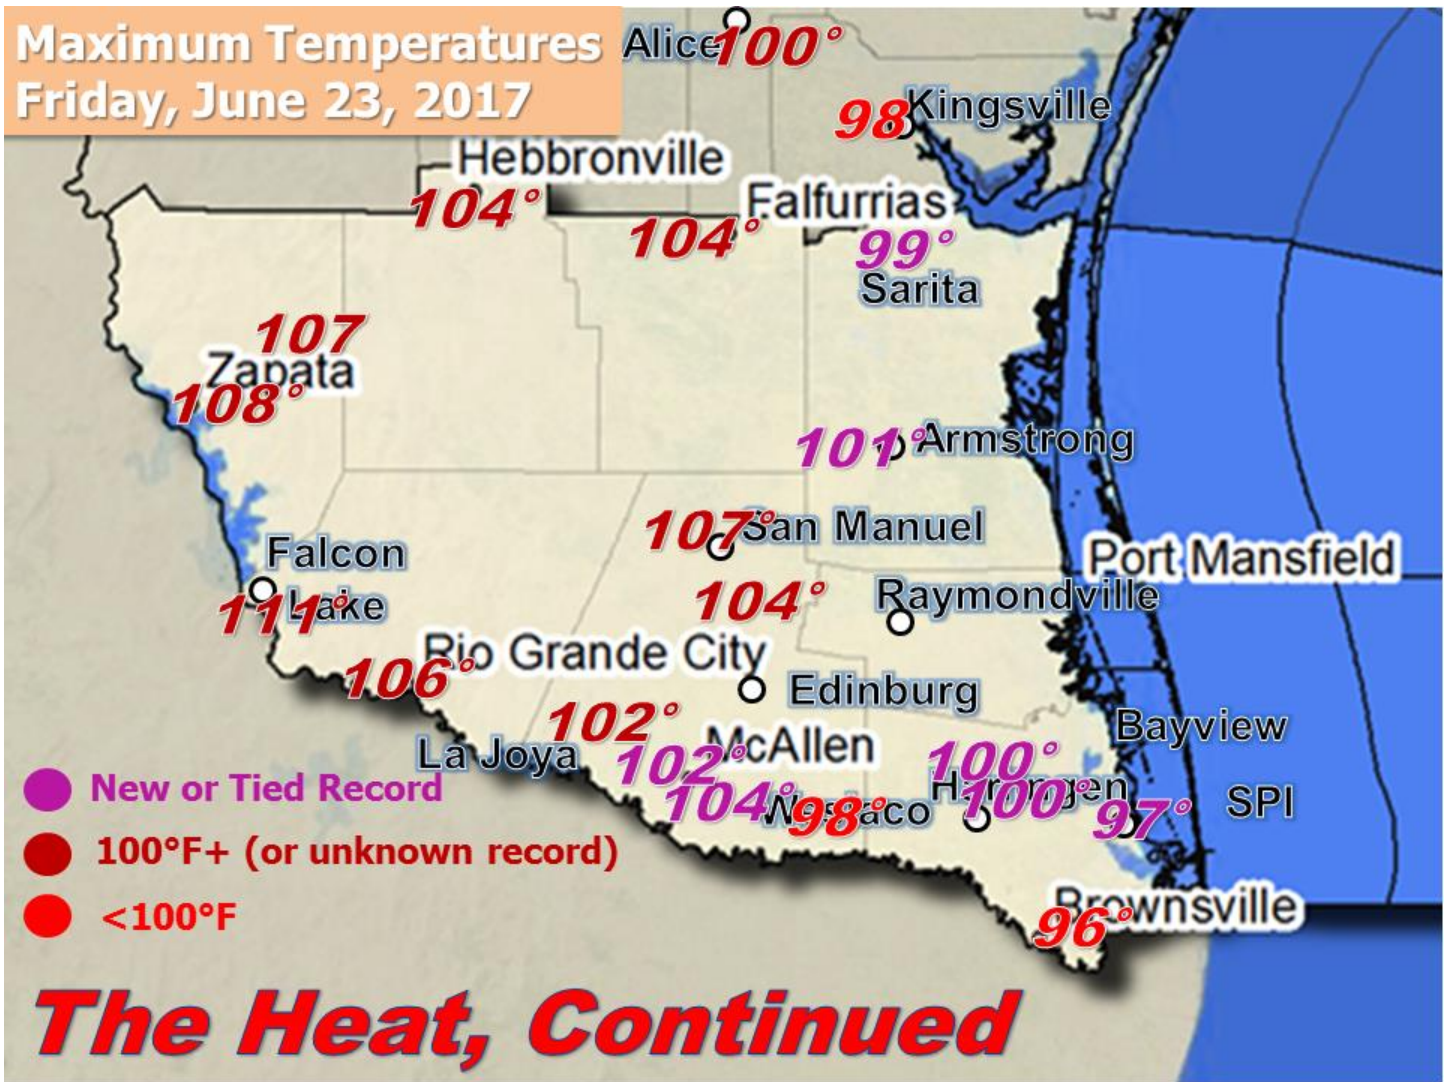 Maximum Temperatures
Friday, June 23, 2017
Alice 100°
98 Kingsville
Hebbronville
104°
Falfurrias
104°
99°
Sarita
107
Zapata
108°
101° Armstrong
107° San Manuel
Falcon
Lake
111°
Port Mansfield
104°
Raymondville
Rio Grande City
106°
Edinburg
102°
McAllen
La Joya
102°
Bayview
100°
New or Tied Record
104°
Weslaco
98°
Harlingen
100°
97°
SPI
100°F+ (or unknown record)
<100°F
Brownsville
96°
The Heat, Continued